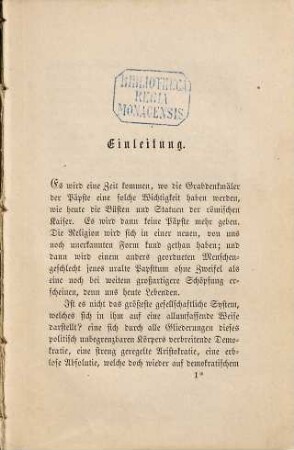 BIBLIOTHECA
REGIA
MONACENSIS.
Einleitung.
Es wird eine Zeit kommen, wo die Grabdenkmäler
der Päpste eine solche Wichtigkeit haben werden,
wie heute die Büsten und Statuen der römischen
Kaiser. Es wird dann keine Päpste mehr geben.
Die Religion wird sich in einer neuen, von
uns noch unerkannten Form kund gethan haben; und
dann wird einem anders geordneten Menschen-
geschlecht jenes uralte Papsttum ohne Zweifel als
eine noch bei weitem großartigere Schöpfung er-
scheinen, denn uns heute Lebenden.
Ist es nicht das größeste gesellschaftliche System,
welches sich in ihm auf eine allumfassende Weise
darstellt? eine sich durch alle Gliederungen dieses
politisch unbegrenzbaren Körpers verbreitende Demo-
kratie, eine streng geregelte Aristokratie, eine erb-
lose Absolutie, welche doch wieder auf demokratischem
1*